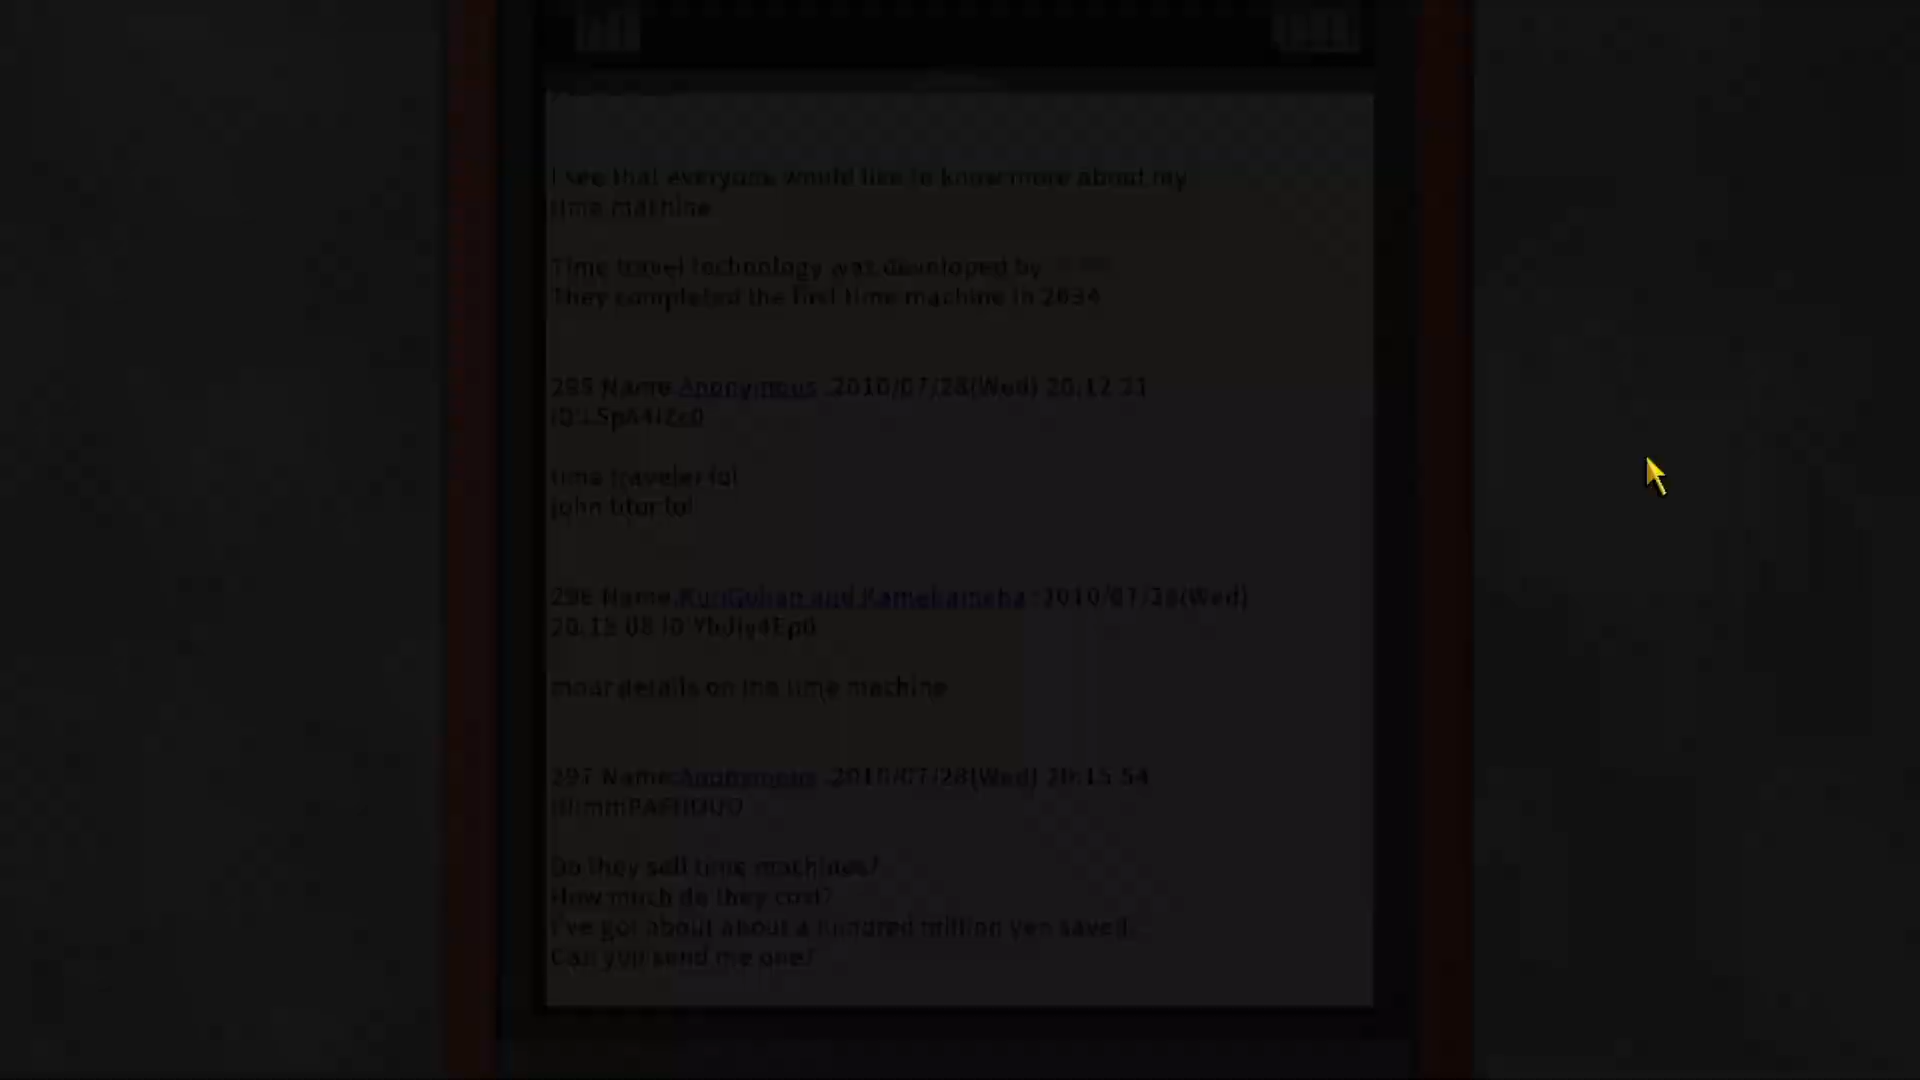 I see that everyone would like to know more about my
time machine
Time travel technology was developed by
They completed the first time machine in 2034
295 Name Anonymous 2010/07/28(Wed) 20:12:21
time traveler lol
john titor lol
296 Name and Kamehameha 2010/07/28(Wed)
moar details on the time machine
297 Name Anonymous 2010/07/28(Wed) 20:15:54
Do they sell time machines?
How much do they cost?
I've got about about a hundred million yen saved.
Can you send me one?